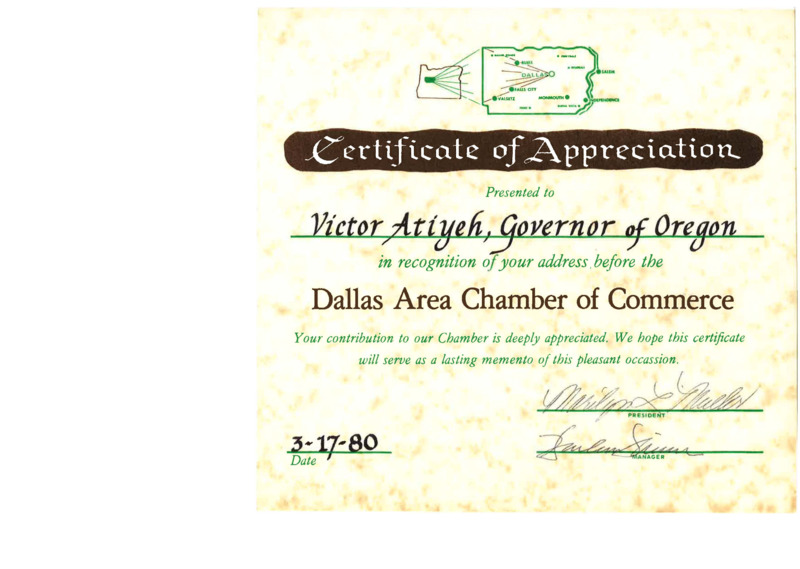 RUFES
DALLAS
SALEM
FALLS CITY
VALSETZ
MONMOUTH
INDEPENDENCE
Certificate of Appreciation
Presented to
Victor Atiyeh, Governor of Oregon
in recognition of your address before the
Dallas Area Chamber of Commerce
Your contribution to our Chamber is deeply appreciated. We hope this certificate
will serve as a lasting memento of this pleasant occassion.
PRESIDENT
3-17-80
Date
MANAGER